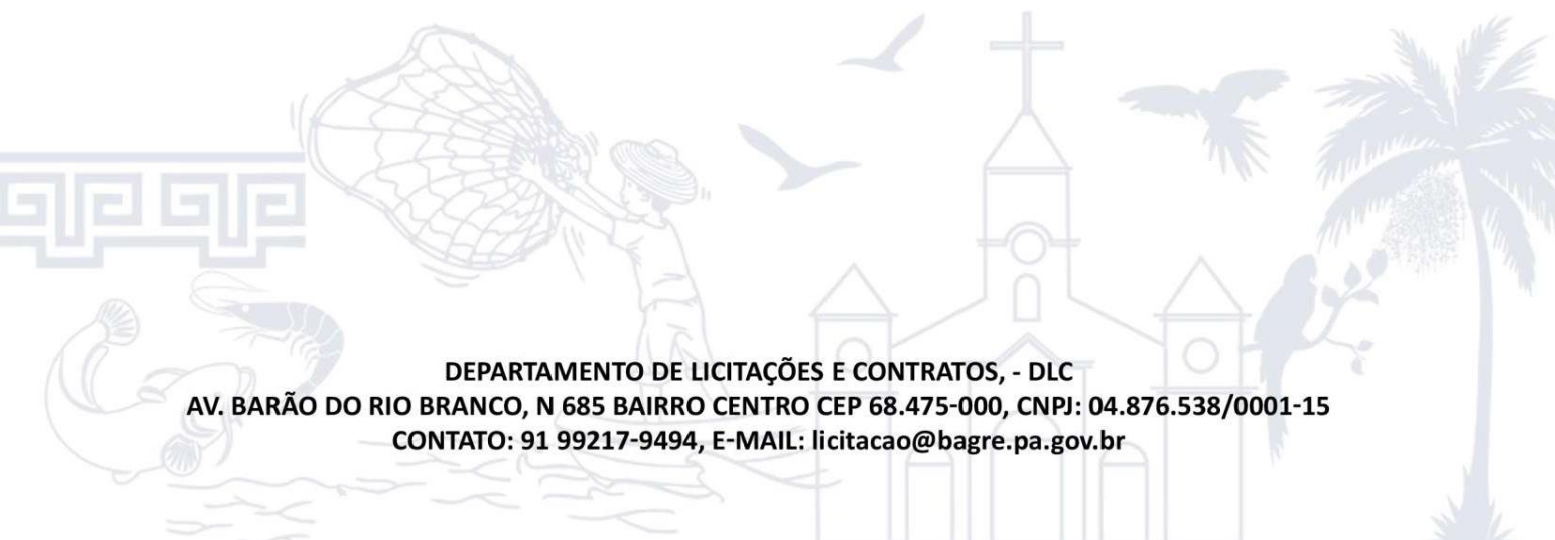 DEPARTAMENTO DE LICITAÇÕES E CONTRATOS, - DLC
AV. BARÃO DO RIO BRANCO, N 685 BAIRRO CENTRO CEP 68.475-000, CNPJ: 04.876.538/0001-15
CONTATO: 91 99217-9494, E-MAIL: licitacao@bagre.pa.gov.br